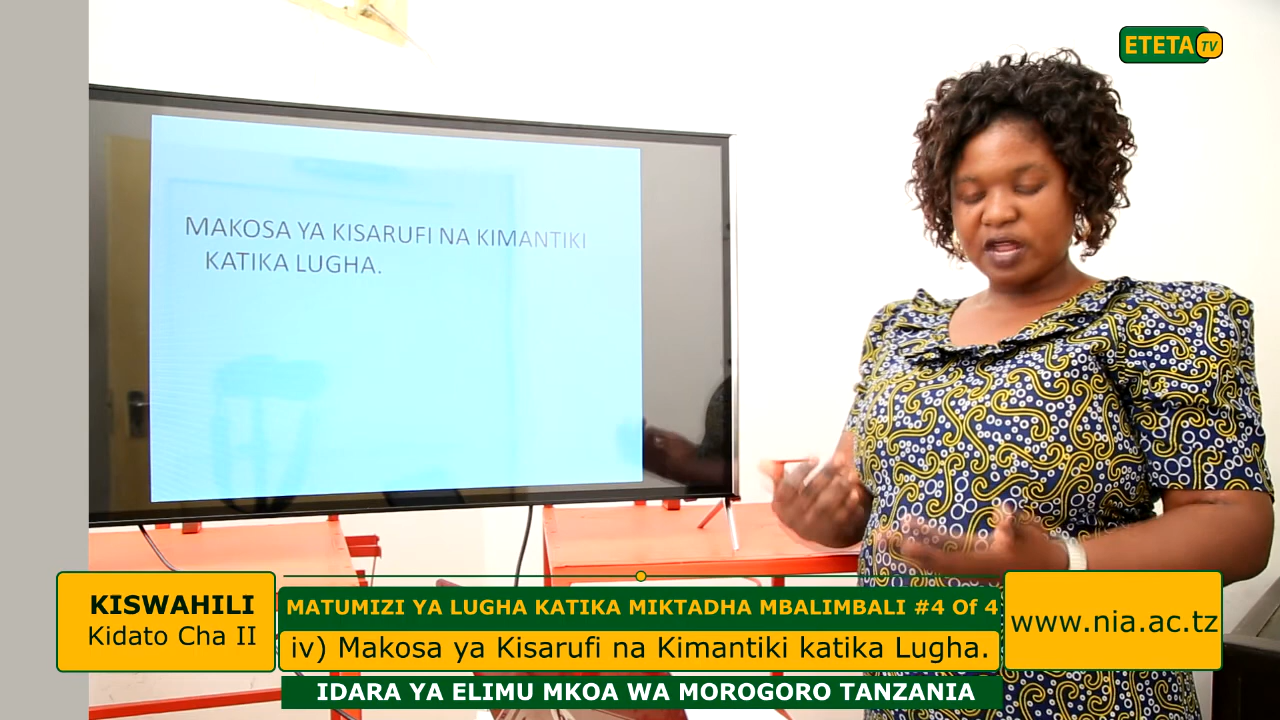 ETETA TV
MAKOSA YA KISARUFI NA KIMANTIKI
KATIKA LUGHA.
KISWAHILI
Kidato Cha II
MATUMIZI YA LUGHA KATIKA MIKTADHA MBALIMBALI #4 Of 4
iv) Makosa ya Kisarufi na Kimantiki katika Lugha.
www.nia.ac.tz
IDARA YA ELIMU MKOA WA MOROGORO TANZANIA